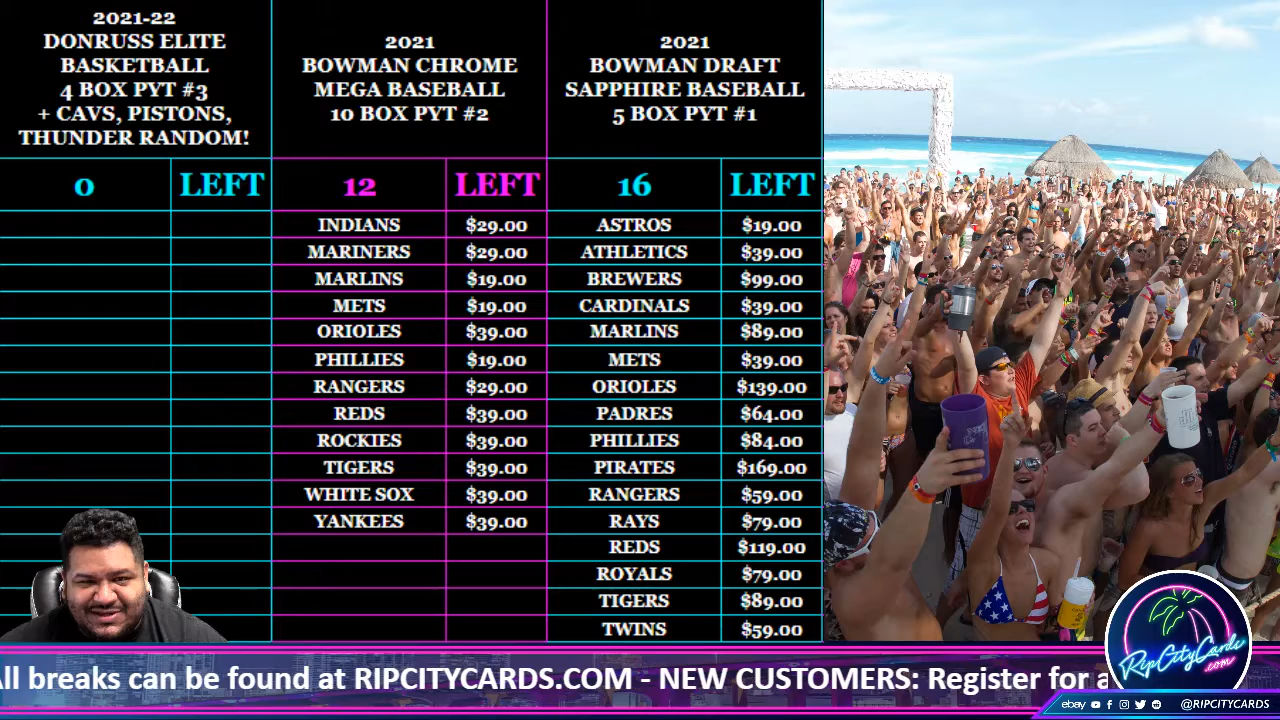 2021-22
DONRUSS ELITE
BASKETBALL
4 BOX PYT #3
+ CAVS, PISTONS,
THUNDER RANDOM!
0 LEFT
2021
BOWMAN CHROME
MEGA BASEBALL
10 BOX PYT #2
12 LEFT
INDIANS $29.00
MARINERS $29.00
MARLINS $19.00
METS $19.00
ORIOLES $39.00
PHILLIES $19.00
RANGERS $29.00
REDS $39.00
ROCKIES $39.00
TIGERS $39.00
WHITE SOX $39.00
YANKEES $39.00
2021
BOWMAN DRAFT
SAPPHIRE BASEBALL
5 BOX PYT #1
16 LEFT
ASTROS $19.00
ATHLETICS $39.00
BREWERS $99.00
CARDINALS $39.00
MARLINS $89.00
METS $39.00
ORIOLES $139.00
PADRES $64.00
PHILLIES $84.00
PIRATES $169.00
RANGERS $59.00
RAYS $79.00
REDS $119.00
ROYALS $79.00
TIGERS $89.00
TWINS $59.00
All breaks can be found at RIPCITYCARDS.COM - NEW CUSTOMERS: Register for a
RipCityCards
.com
ebay @RIPCITYCARDS